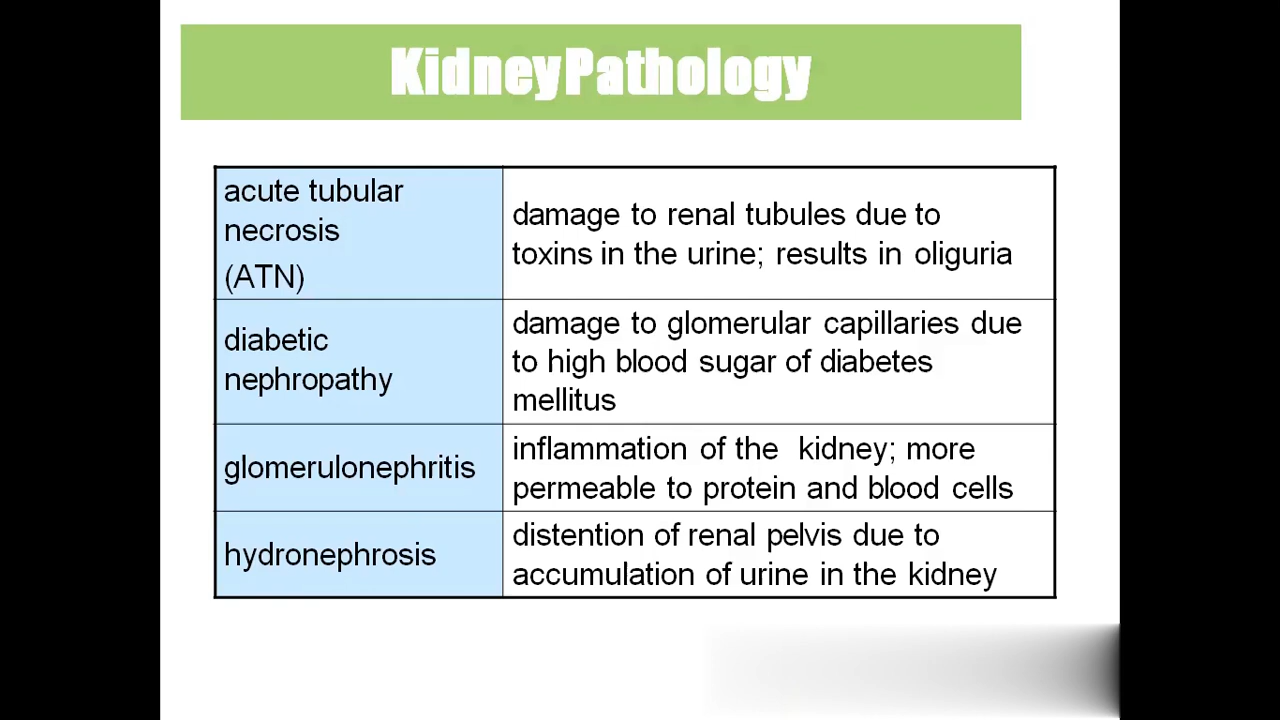 Kidney Pathology
acute tubular
necrosis
(ATN)
damage to renal tubules due to
toxins in the urine; results in oliguria
diabetic
nephropathy
damage to glomerular capillaries due
to high blood sugar of diabetes
mellitus
glomerulonephritis
inflammation of the kidney; more
permeable to protein and blood cells
hydronephrosis
distention of renal pelvis due to
accumulation of urine in the kidney